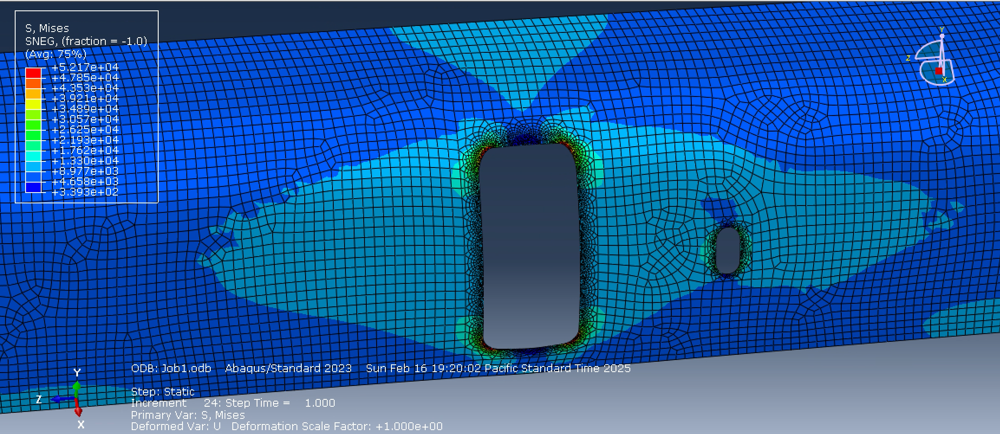 S, Mises
SNEG, (fraction = -1.0)
(Avg: 75%)
+5.217e+04
+4.785e+04
+4.353e+04
+3.921e+04
+3.489e+04
+3.057e+04
+2.625e+04
+2.193e+04
+1.762e+04
+1.330e+04
+8.977e+03
+4.658e+03
+3.393e+02
Y
Z
X
Y
Z
X
ODB: Job1.odb Abaqus/Standard 2023 Sun Feb 16 19:20:02 Pacific Standard Time 2025
Step: Static
Increment 24: Step Time = 1.000
Primary Var: S, Mises
Deformed Var: U Deformation Scale Factor: +1.000e+00